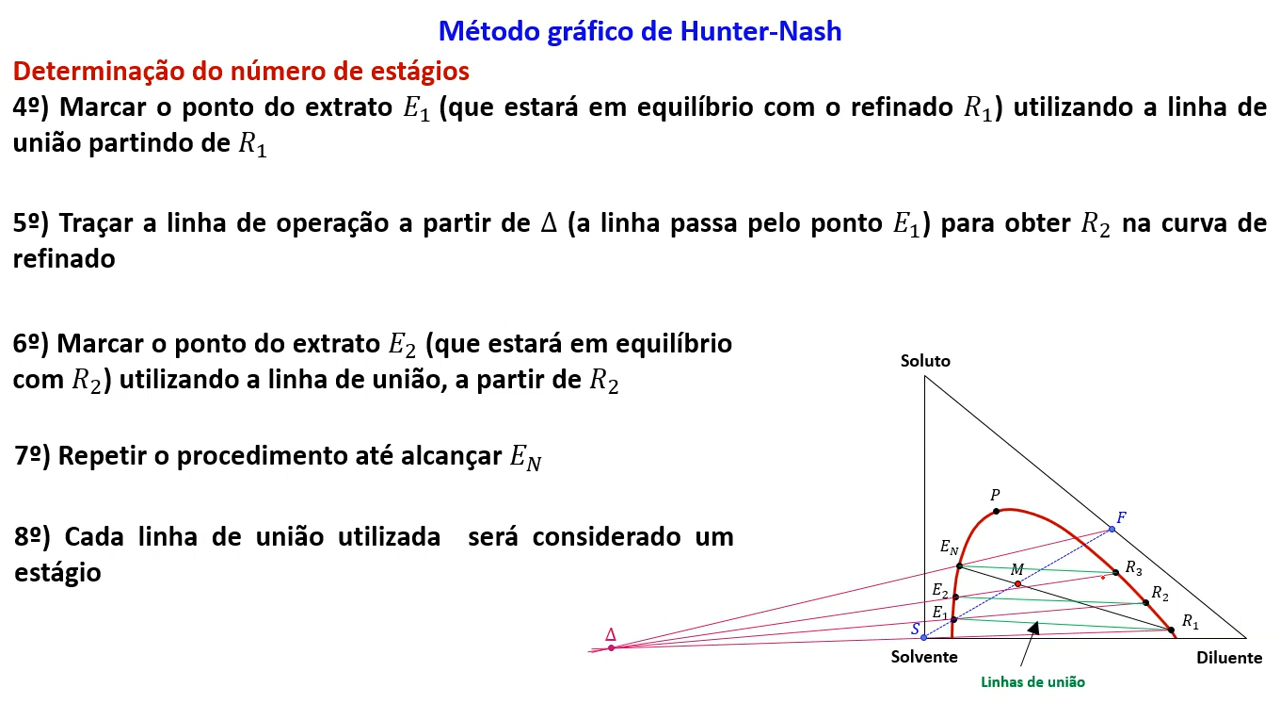 Método gráfico de Hunter-Nash
Determinação do número de estágios
4º) Marcar o ponto do extrato E₁ (que estará em equilíbrio com o refinado R₁) utilizando a linha de
união partindo de R₁
5º) Traçar a linha de operação a partir de Δ (a linha passa pelo ponto E₁) para obter R₂ na curva de
refinado
6º) Marcar o ponto do extrato E₂ (que estará em equilíbrio
com R₂) utilizando a linha de união, a partir de R₂
7º) Repetir o procedimento até alcançar E_N
8º) Cada linha de união utilizada será considerado um
estágio
Soluto
P
F
E_N
M
R₃
E₂
R₂
E₁
R₁
S
Δ
Solvente
Diluente
Linhas de união